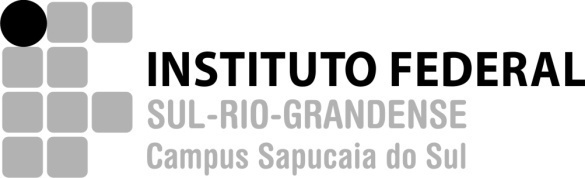 INSTITUTO FEDERAL
SUL-RIO-GRANDENSE
Campus Sapucaia do Sul